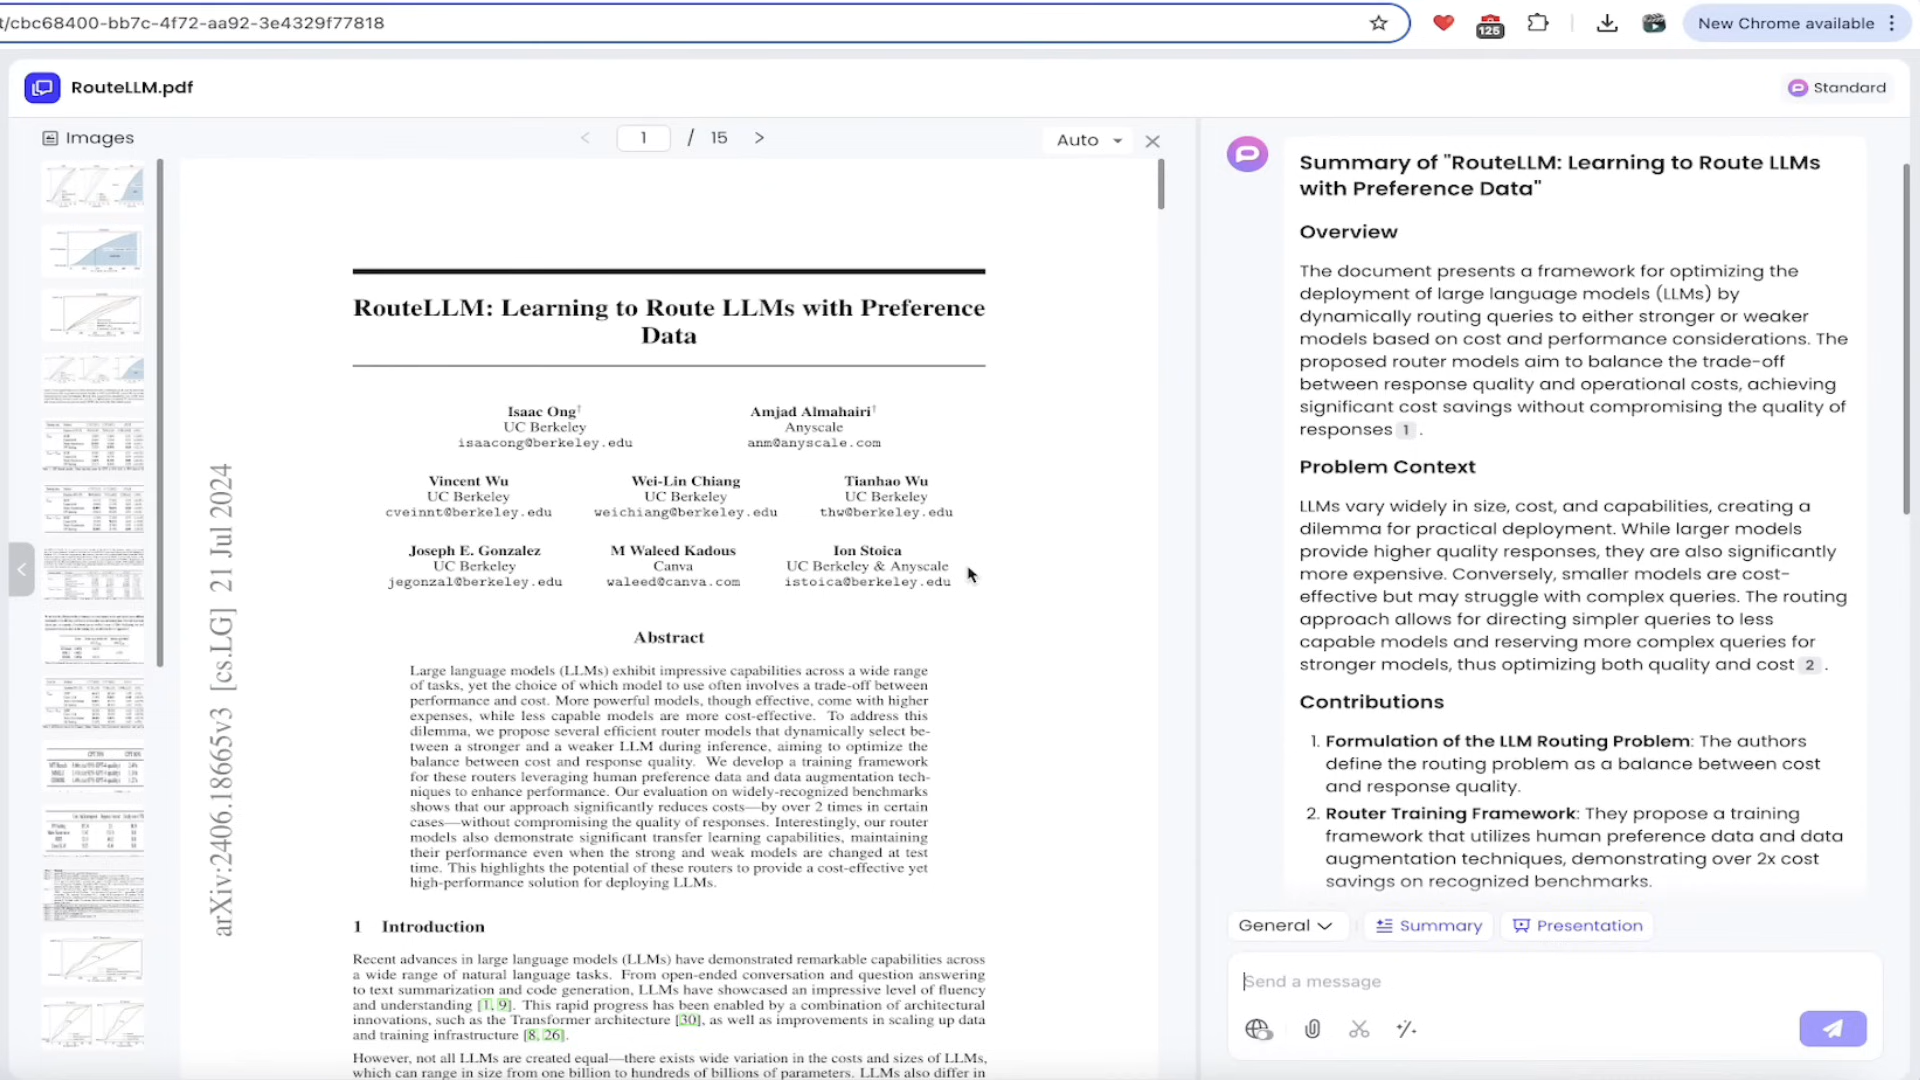 t/cbc68400-bb7c-4f72-aa92-3e4329f77818
125
New Chrome available
RouteLLM.pdf
Standard
Images
1 / 15
Auto
RouteLLM: Learning to Route LLMs with Preference
Data
Isaac Ong†
UC Berkeley
isaacong@berkeley.edu
Amjad Almahairi†
Anyscale
anm@anyscale.com
Vincent Wu
UC Berkeley
cveinnt@berkeley.edu
Wei-Lin Chiang
UC Berkeley
weichiang@berkeley.edu
Tianhao Wu
UC Berkeley
thw@berkeley.edu
Joseph E. Gonzalez
UC Berkeley
jegonzal@berkeley.edu
M Waleed Kadous
Canva
waleed@canva.com
Ion Stoica
UC Berkeley & Anyscale
istoica@berkeley.edu
arXiv:2406.18665v3 [cs.LG] 21 Jul 2024
Abstract
Large language models (LLMs) exhibit impressive capabilities across a wide range
of tasks, yet the choice of which model to use often involves a trade-off between
performance and cost. More powerful models, though effective, come with higher
expenses, while less capable models are more cost-effective. To address this
dilemma, we propose several efficient router models that dynamically select be-
tween a stronger and a weaker LLM during inference, aiming to optimize the
balance between cost and response quality. We develop a training framework
for these routers leveraging human preference data and data augmentation tech-
niques to enhance performance. Our evaluation on widely-recognized benchmarks
shows that our approach significantly reduces costs—by over 2 times in certain
cases—without compromising the quality of responses. Interestingly, our router
models also demonstrate significant transfer learning capabilities, maintaining
their performance even when the strong and weak models are changed at test
time. This highlights the potential of these routers to provide a cost-effective yet
high-performance solution for deploying LLMs.
1 Introduction
Recent advances in large language models (LLMs) have demonstrated remarkable capabilities across
a wide range of natural language tasks. From open-ended conversation and question answering
to text summarization and code generation, LLMs have showcased an impressive level of fluency
and understanding [1, 9]. This rapid progress has been enabled by a combination of architectural
innovations, such as the Transformer architecture [30], as well as improvements in scaling up data
and training infrastructure [8, 26].
However, not all LLMs are created equal—there exists wide variation in the costs and sizes of LLMs,
which can range in size from one billion to hundreds of billions of parameters. LLMs also differ in
Summary of "RouteLLM: Learning to Route LLMs
with Preference Data"
Overview
The document presents a framework for optimizing the
deployment of large language models (LLMs) by
dynamically routing queries to either stronger or weaker
models based on cost and performance considerations. The
proposed router models aim to balance the trade-off
between response quality and operational costs, achieving
significant cost savings without compromising the quality of
responses 1 .
Problem Context
LLMs vary widely in size, cost, and capabilities, creating a
dilemma for practical deployment. While larger models
provide higher quality responses, they are also significantly
more expensive. Conversely, smaller models are cost-
effective but may struggle with complex queries. The routing
approach allows for directing simpler queries to less
capable models and reserving more complex queries for
stronger models, thus optimizing both quality and cost 2 .
Contributions
1. Formulation of the LLM Routing Problem: The authors
define the routing problem as a balance between cost
and response quality.
2. Router Training Framework: They propose a training
framework that utilizes human preference data and data
augmentation techniques, demonstrating over 2x cost
savings on recognized benchmarks.
General
Summary
Presentation
Send a message